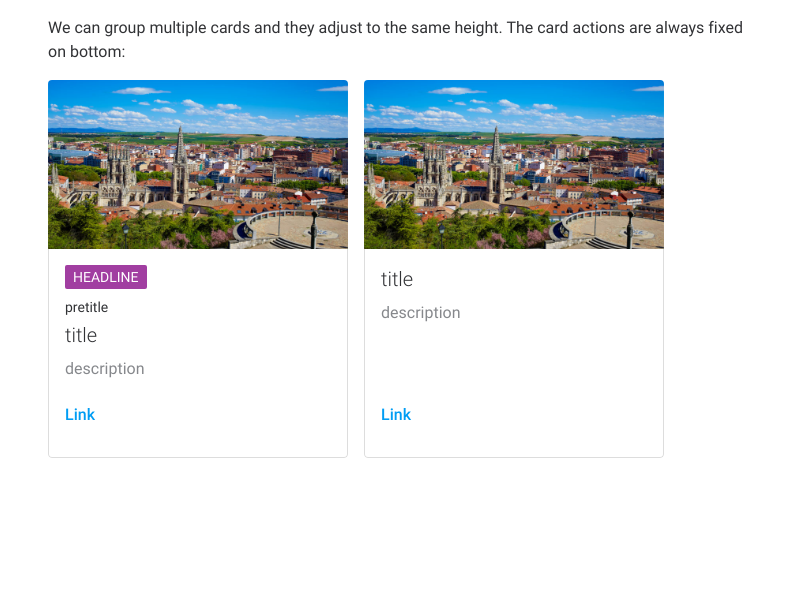 We can group multiple cards and they adjust to the same height. The card actions are always fixed
on bottom:
HEADLINE
pretitle
title
description
Link
title
description
Link